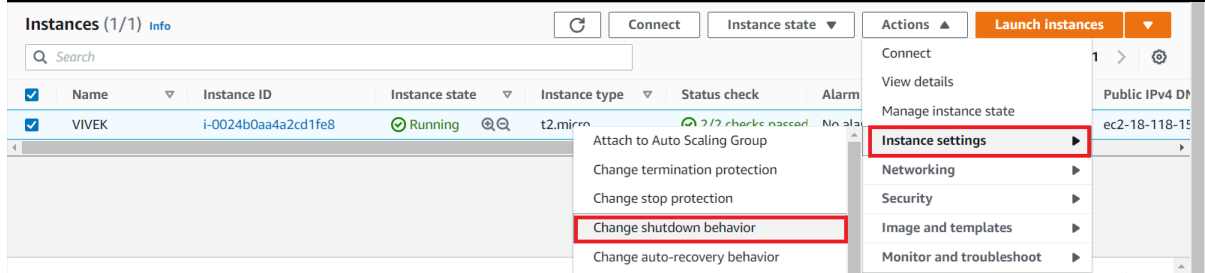 Instances (1/1) Info
Connect
Instance state
Actions
Launch instances
Search
1
Name
Instance ID
Instance state
Instance type
Status check
Alarm
Public IPv4 DN
VIVEK
i-0024b0aa4a2cd1fe8
Running
t2.micro
2/2 checks passed
No alar
ec2-18-118-15
Connect
View details
Manage instance state
Instance settings
Networking
Security
Image and templates
Monitor and troubleshoot
Attach to Auto Scaling Group
Change termination protection
Change stop protection
Change shutdown behavior
Change auto-recovery behavior